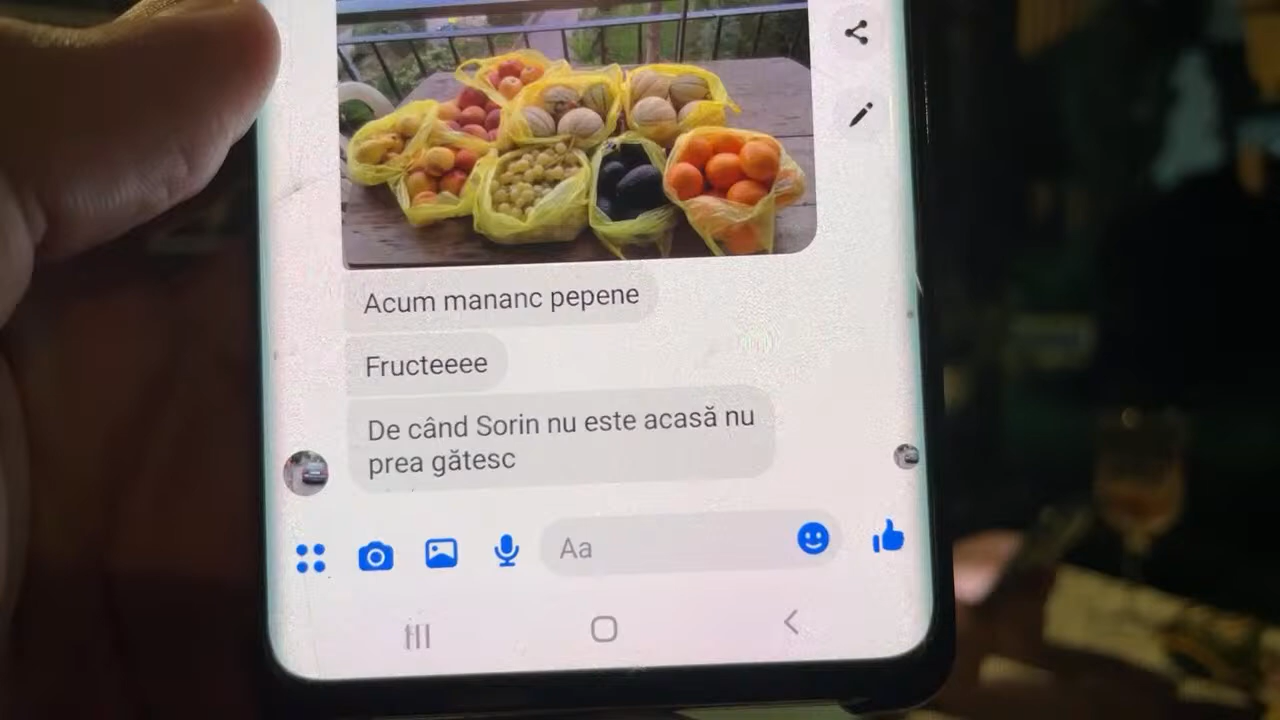 Acum mananc pepene
Fructeeee
De când Sorin nu este acasă nu
prea gătesc
Aa